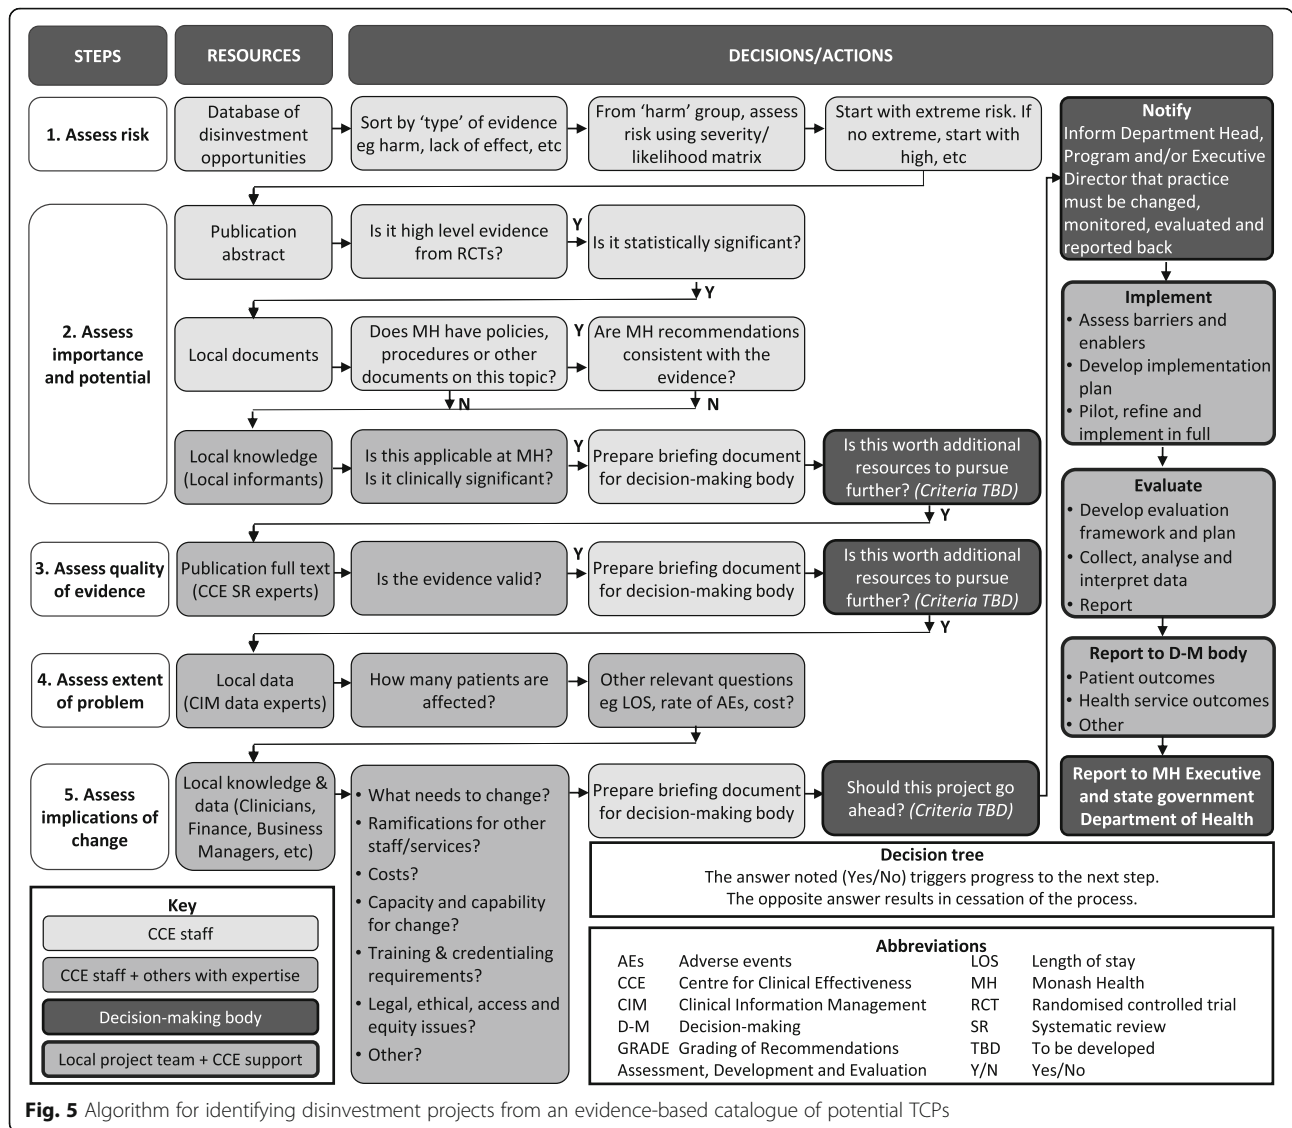 STEPS
RESOURCES
DECISIONS/ACTIONS
1. Assess risk
Database of
disinvestment
opportunities
Sort by ‘type’ of evidence
eg harm, lack of effect, etc
From ‘harm’ group, assess
risk using severity/
likelihood matrix
Start with extreme risk. If
no extreme, start with
high, etc
2. Assess
importance
and potential
Publication
abstract
Is it high level evidence
from RCTs?
Y
Is it statistically significant?
Y
Local documents
Does MH have policies,
procedures or other
documents on this topic?
Y
Are MH recommendations
consistent with the
evidence?
N
N
Local knowledge
(Local informants)
Is this applicable at MH?
Is it clinically significant?
Y
Prepare briefing document
for decision-making body
Is this worth additional
resources to pursue
further? (Criteria TBD)
Y
3. Assess quality
of evidence
Publication full text
(CCE SR experts)
Is the evidence valid?
Y
Prepare briefing document
for decision-making body
Is this worth additional
resources to pursue
further? (Criteria TBD)
Y
4. Assess extent
of problem
Local data
(CIM data experts)
How many patients are
affected?
Other relevant questions
eg LOS, rate of AEs, cost?
5. Assess
implications of
change
Local knowledge &
data (Clinicians,
Finance, Business
Managers, etc)
• What needs to change?
• Ramifications for other
staff/services?
• Costs?
• Capacity and capability
for change?
• Training & credentialing
requirements?
• Legal, ethical, access and
equity issues?
• Other?
Prepare briefing document
for decision-making body
Should this project go
ahead? (Criteria TBD)
Notify
Inform Department Head,
Program and/or Executive
Director that practice
must be changed,
monitored, evaluated and
reported back
Implement
• Assess barriers and
enablers
• Develop implementation
plan
• Pilot, refine and
implement in full
Evaluate
• Develop evaluation
framework and plan
• Collect, analyse and
interpret data
• Report
Report to D-M body
• Patient outcomes
• Health service outcomes
• Other
Report to MH Executive
and state government
Department of Health
Key
CCE staff
CCE staff + others with expertise
Decision-making body
Local project team + CCE support
Decision tree
The answer noted (Yes/No) triggers progress to the next step.
The opposite answer results in cessation of the process.
Abbreviations
AEs Adverse events LOS Length of stay
CCE Centre for Clinical Effectiveness MH Monash Health
CIM Clinical Information Management RCT Randomised controlled trial
D-M Decision-making SR Systematic review
GRADE Grading of Recommendations TBD To be developed
Assessment, Development and Evaluation Y/N Yes/No
Fig. 5 Algorithm for identifying disinvestment projects from an evidence-based catalogue of potential TCPs